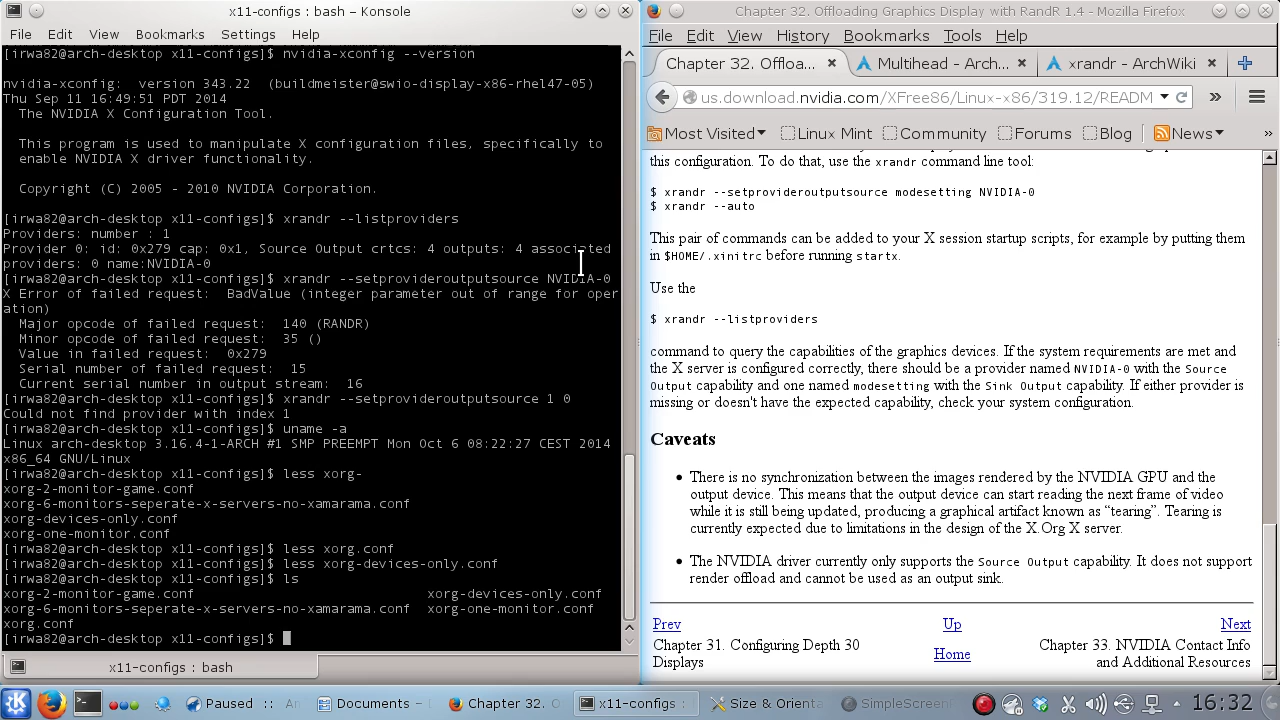 x11-configs : bash – Konsole
File Edit View Bookmarks Settings Help
[irwa82@arch-desktop x11-configs]$ nvidia-xconfig --version
nvidia-xconfig:  version 343.22  (buildmeister@swio-display-x86-rhel47-05)
Thu Sep 11 16:49:51 PDT 2014
The NVIDIA X Configuration Tool.
This program is used to manipulate X configuration files, specifically to
enable NVIDIA X driver functionality.
Copyright (C) 2005 - 2010 NVIDIA Corporation.
[irwa82@arch-desktop x11-configs]$ xrandr --listproviders
Providers: number : 1
Provider 0: id: 0x279 cap: 0x1, Source Output crtcs: 4 outputs: 4 associated
providers: 0 name:NVIDIA-0
[irwa82@arch-desktop x11-configs]$ xrandr --setprovideroutputsource NVIDIA-0
X Error of failed request:  BadValue (integer parameter out of range for oper
ation)
Major opcode of failed request:  140 (RANDR)
Minor opcode of failed request:  35 ()
Value in failed request:  0x279
Serial number of failed request:  15
Current serial number in output stream:  16
[irwa82@arch-desktop x11-configs]$ xrandr --setprovideroutputsource 1 0
Could not find provider with index 1
[irwa82@arch-desktop x11-configs]$ uname -a
Linux arch-desktop 3.16.4-1-ARCH #1 SMP PREEMPT Mon Oct 6 08:22:27 CEST 2014
x86_64 GNU/Linux
[irwa82@arch-desktop x11-configs]$ less xorg-
xorg-2-monitor-game.conf
xorg-6-monitors-seperate-x-servers-no-xamarama.conf
xorg-devices-only.conf
xorg-one-monitor.conf
[irwa82@arch-desktop x11-configs]$ less xorg.conf
[irwa82@arch-desktop x11-configs]$ less xorg-devices-only.conf
[irwa82@arch-desktop x11-configs]$ ls
xorg-2-monitor-game.conf xorg-devices-only.conf
xorg-6-monitors-seperate-x-servers-no-xamarama.conf xorg-one-monitor.conf
xorg.conf
[irwa82@arch-desktop x11-configs]$
x11-configs : bash
Chapter 32. Offloading Graphics Display with RandR 1.4 - Mozilla Firefox
File Edit View History Bookmarks Tools Help
Chapter 32. Offloa... Multihead - Arch... xrandr - ArchWiki
us.download.nvidia.com/XFree86/Linux-x86/319.12/READM
Most Visited Linux Mint Community Forums Blog News
this configuration. To do that, use the xrandr command line tool:
$ xrandr --setprovideroutputsource modesetting NVIDIA-0
$ xrandr --auto
This pair of commands can be added to your X session startup scripts, for example by putting them
in $HOME/.xinitrc before running startx.
Use the
$ xrandr --listproviders
command to query the capabilities of the graphics devices. If the system requirements are met and
the X server is configured correctly, there should be a provider named NVIDIA-0 with the Source
Output capability and one named modesetting with the Sink Output capability. If either provider is
missing or doesn't have the expected capability, check your system configuration.
Caveats
There is no synchronization between the images rendered by the NVIDIA GPU and the
output device. This means that the output device can start reading the next frame of video
while it is still being updated, producing a graphical artifact known as “tearing”. Tearing is
currently expected due to limitations in the design of the X.Org X server.
The NVIDIA driver currently only supports the Source Output capability. It does not support
render offload and cannot be used as an output sink.
Prev Up Next
Chapter 31. Configuring Depth 30
Displays
Home
Chapter 33. NVIDIA Contact Info
and Additional Resources
Paused :: Documents – Chapter 32. O x11-configs : Size & Orienta SimpleScreen 16:32